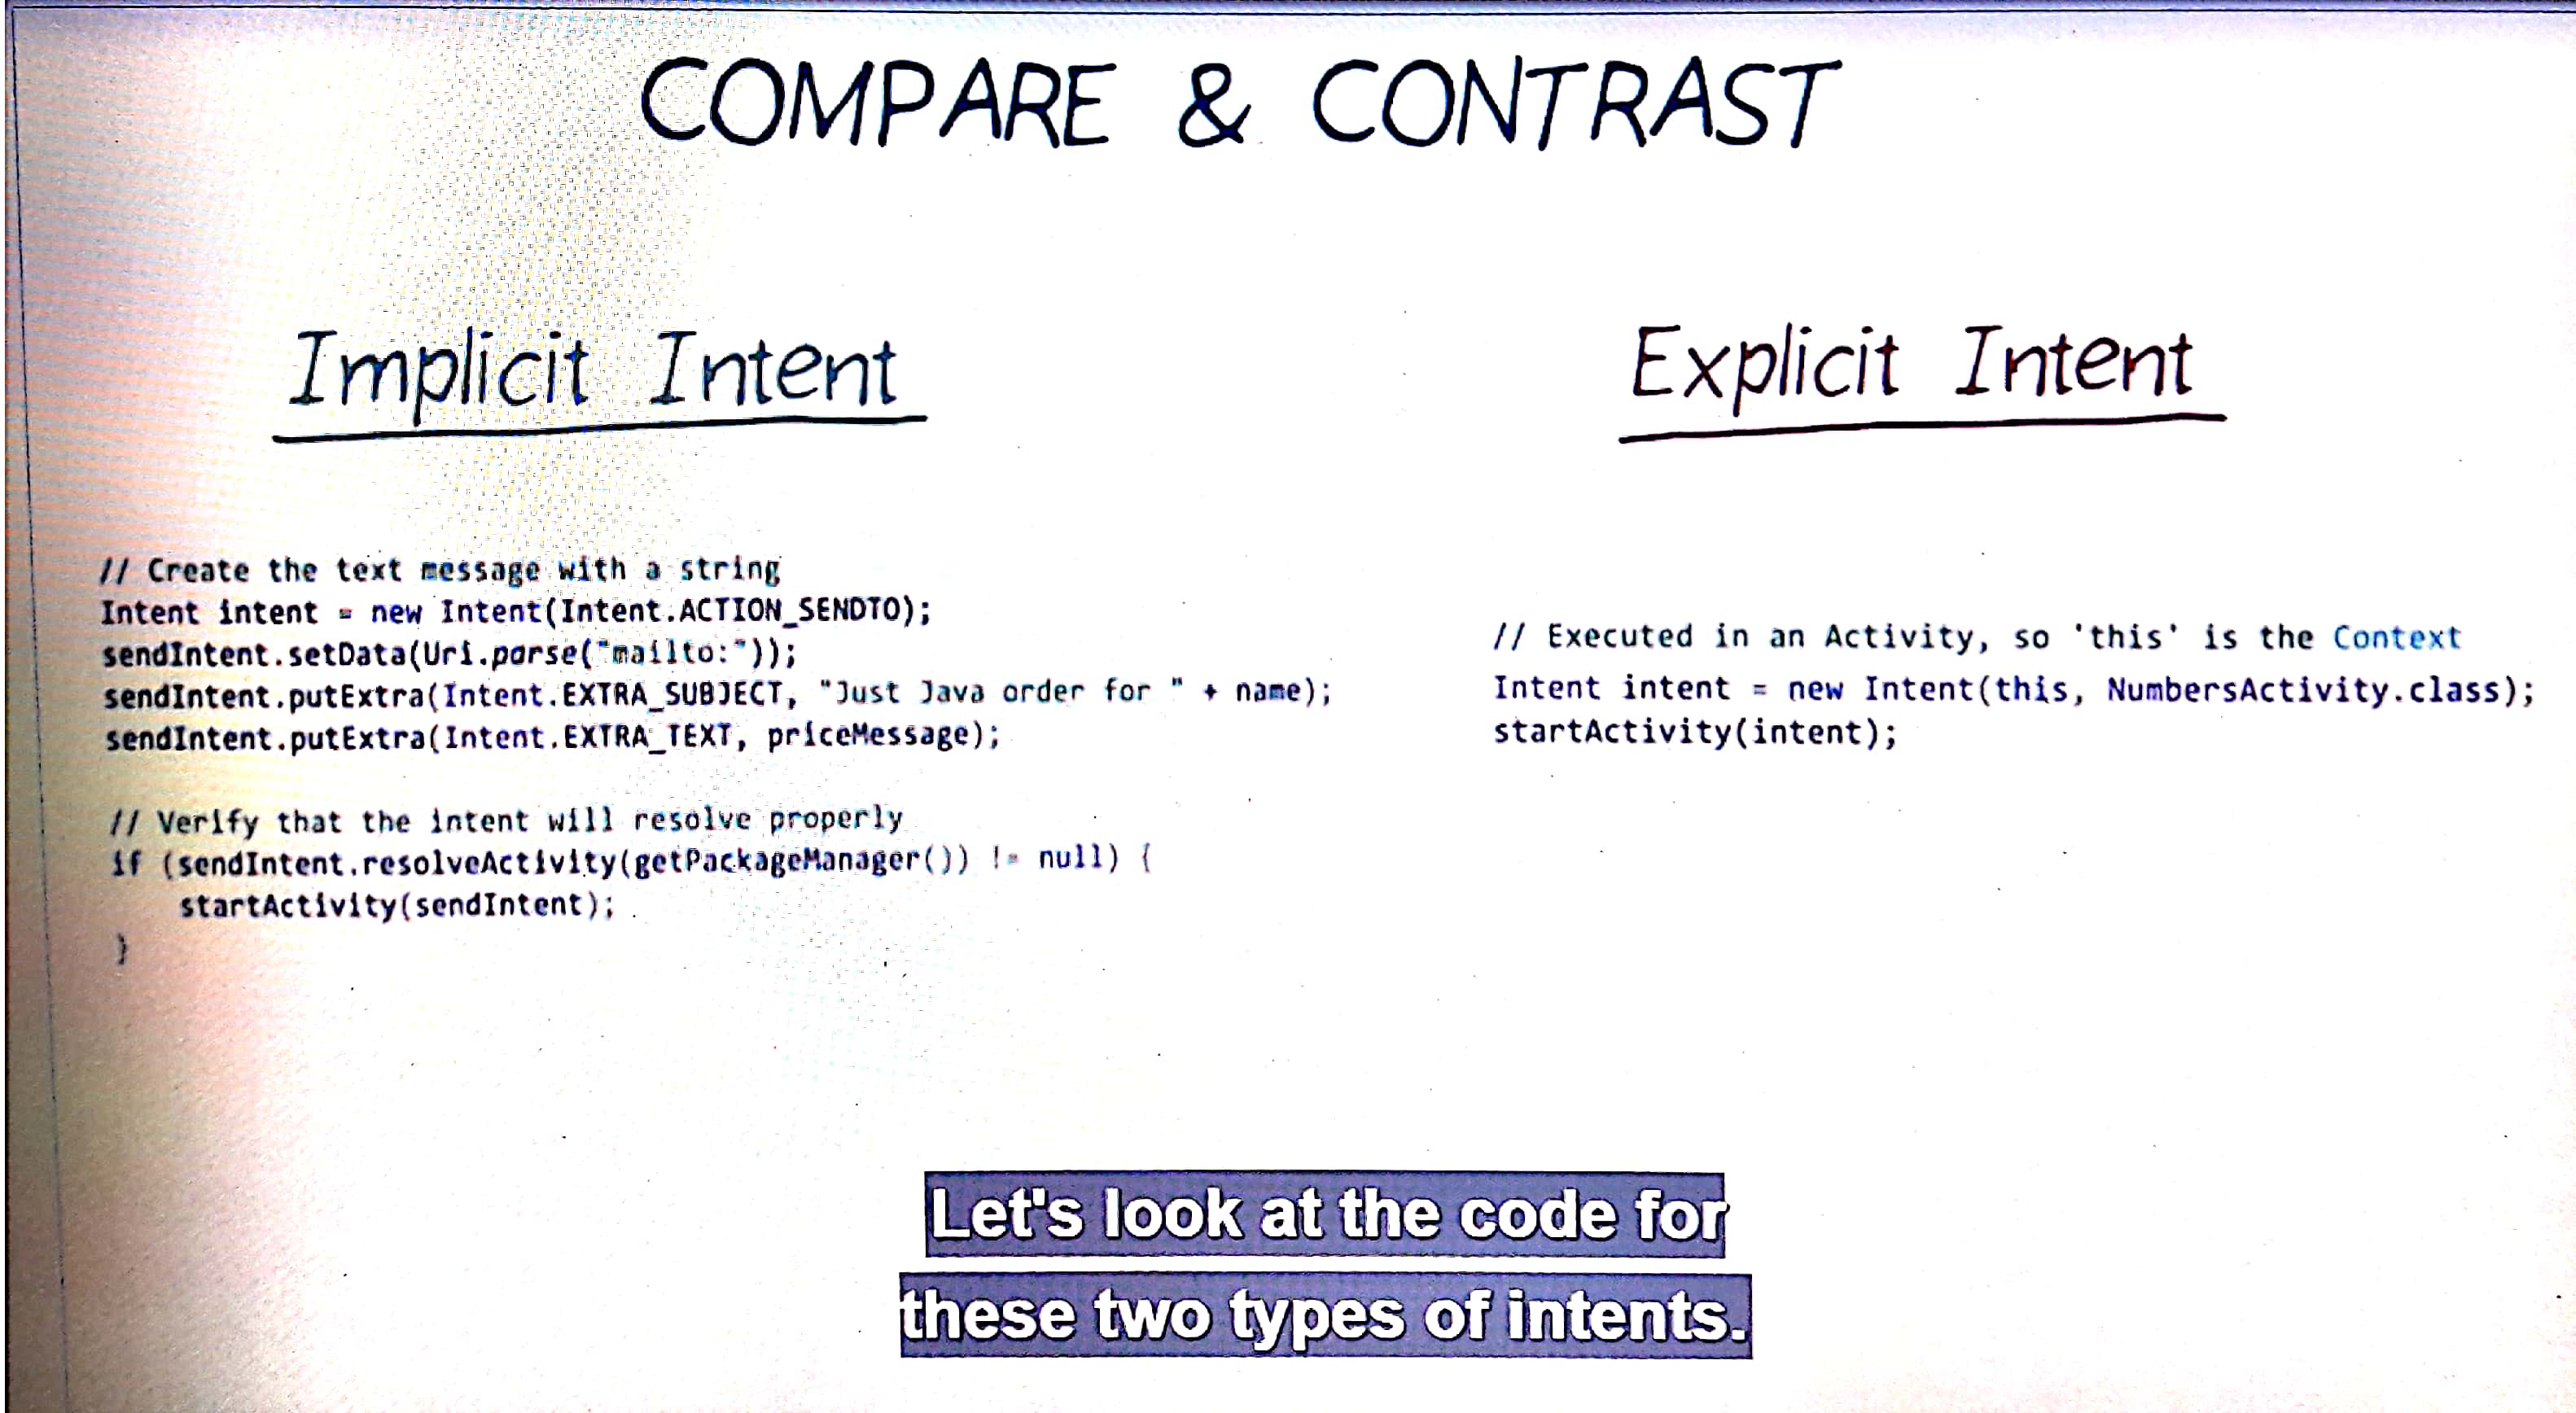 COMPARE & CONTRAST
Implicit Intent
// Create the text message with a string
Intent intent = new Intent(Intent.ACTION_SENDTO);
sendIntent.setData(Uri.parse("mailto:"));
sendIntent.putExtra(Intent.EXTRA_SUBJECT, "Just Java order for " + name);
sendIntent.putExtra(Intent.EXTRA_TEXT, priceMessage);
// Verify that the intent will resolve properly
if (sendIntent.resolveActivity(getPackageManager()) != null) {
    startActivity(sendIntent);
}
Explicit Intent
// Executed in an Activity, so 'this' is the Context
Intent intent = new Intent(this, NumbersActivity.class);
startActivity(intent);
Let's look at the code for
these two types of intents.